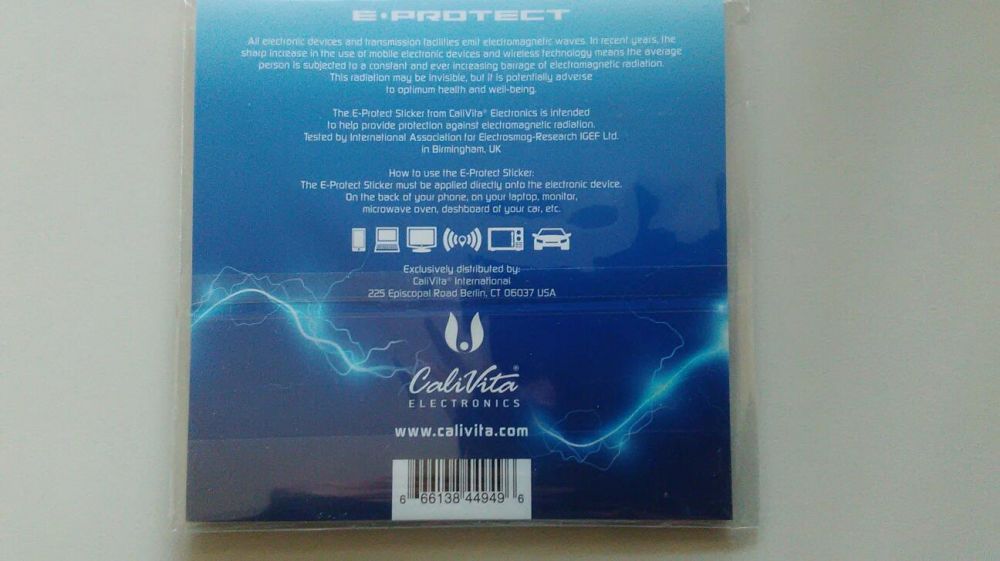 E·PROTECT
All electronic devices and transmission facilities emit electromagnetic waves. In recent years, the
sharp increase in the use of mobile electronic devices and wireless technology means the average
person is subjected to a constant and ever increasing barrage of electromagnetic radiation.
This radiation may be invisible, but it is potentially adverse
to optimum health and well-being.
The E-Protect Sticker from CaliVita® Electronics is intended
to help provide protection against electromagnetic radiation.
Tested by International Association for Electrosmog-Research IGEF Ltd.
in Birmingham, UK
How to use the E-Protect Sticker:
The E-Protect Sticker must be applied directly onto the electronic device.
On the back of your phone, on your laptop, monitor,
microwave oven, dashboard of your car, etc.
Exclusively distributed by:
CaliVita® International
225 Episcopal Road Berlin, CT 06037 USA
CaliVita®
ELECTRONICS
www.calivita.com
6 66138 44949 6